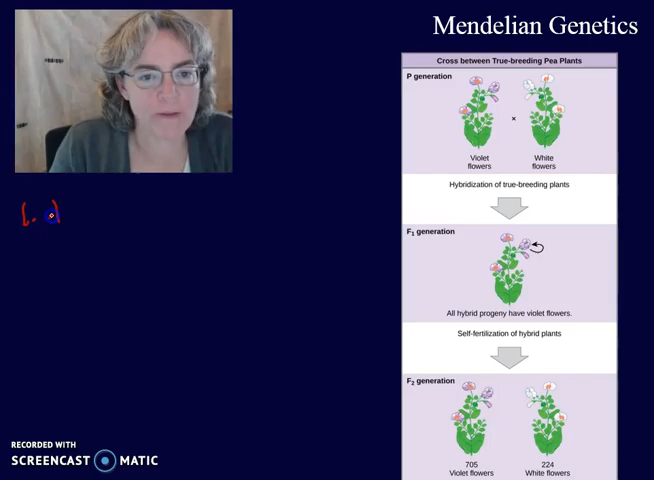 Mendelian Genetics
Cross between True-breeding Pea Plants
P generation
×
Violet
flowers
White
flowers
Hybridization of true-breeding plants
F₁ generation
All hybrid progeny have violet flowers.
Self-fertilization of hybrid plants
F₂ generation
705
Violet flowers
224
White flowers
RECORDED WITH
SCREENCAST MATIC